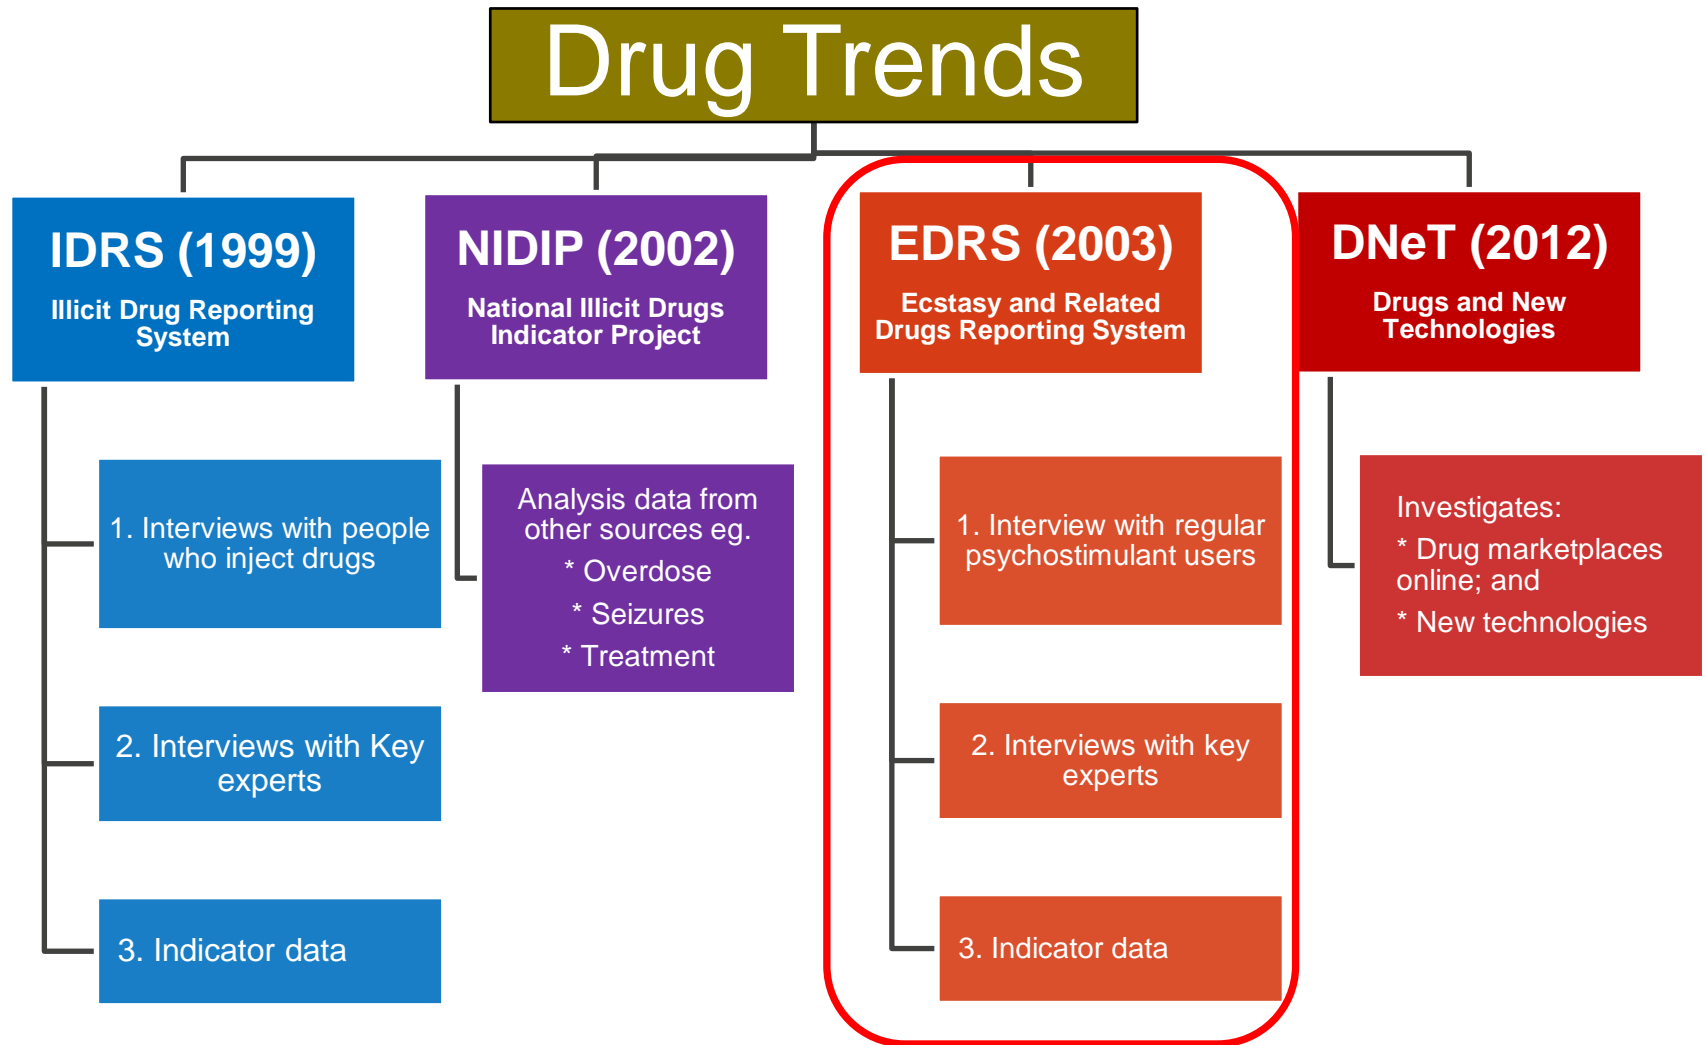 Drug Trends
IDRS (1999)
Illicit Drug Reporting
System
1. Interviews with people
who inject drugs
2. Interviews with Key
experts
3. Indicator data
NIDIP (2002)
National Illicit Drugs
Indicator Project
Analysis data from
other sources eg.
* Overdose
* Seizures
* Treatment
EDRS (2003)
Ecstasy and Related
Drugs Reporting System
1. Interview with regular
psychostimulant users
2. Interviews with key
experts
3. Indicator data
DNeT (2012)
Drugs and New
Technologies
Investigates:
* Drug marketplaces
online; and
* New technologies